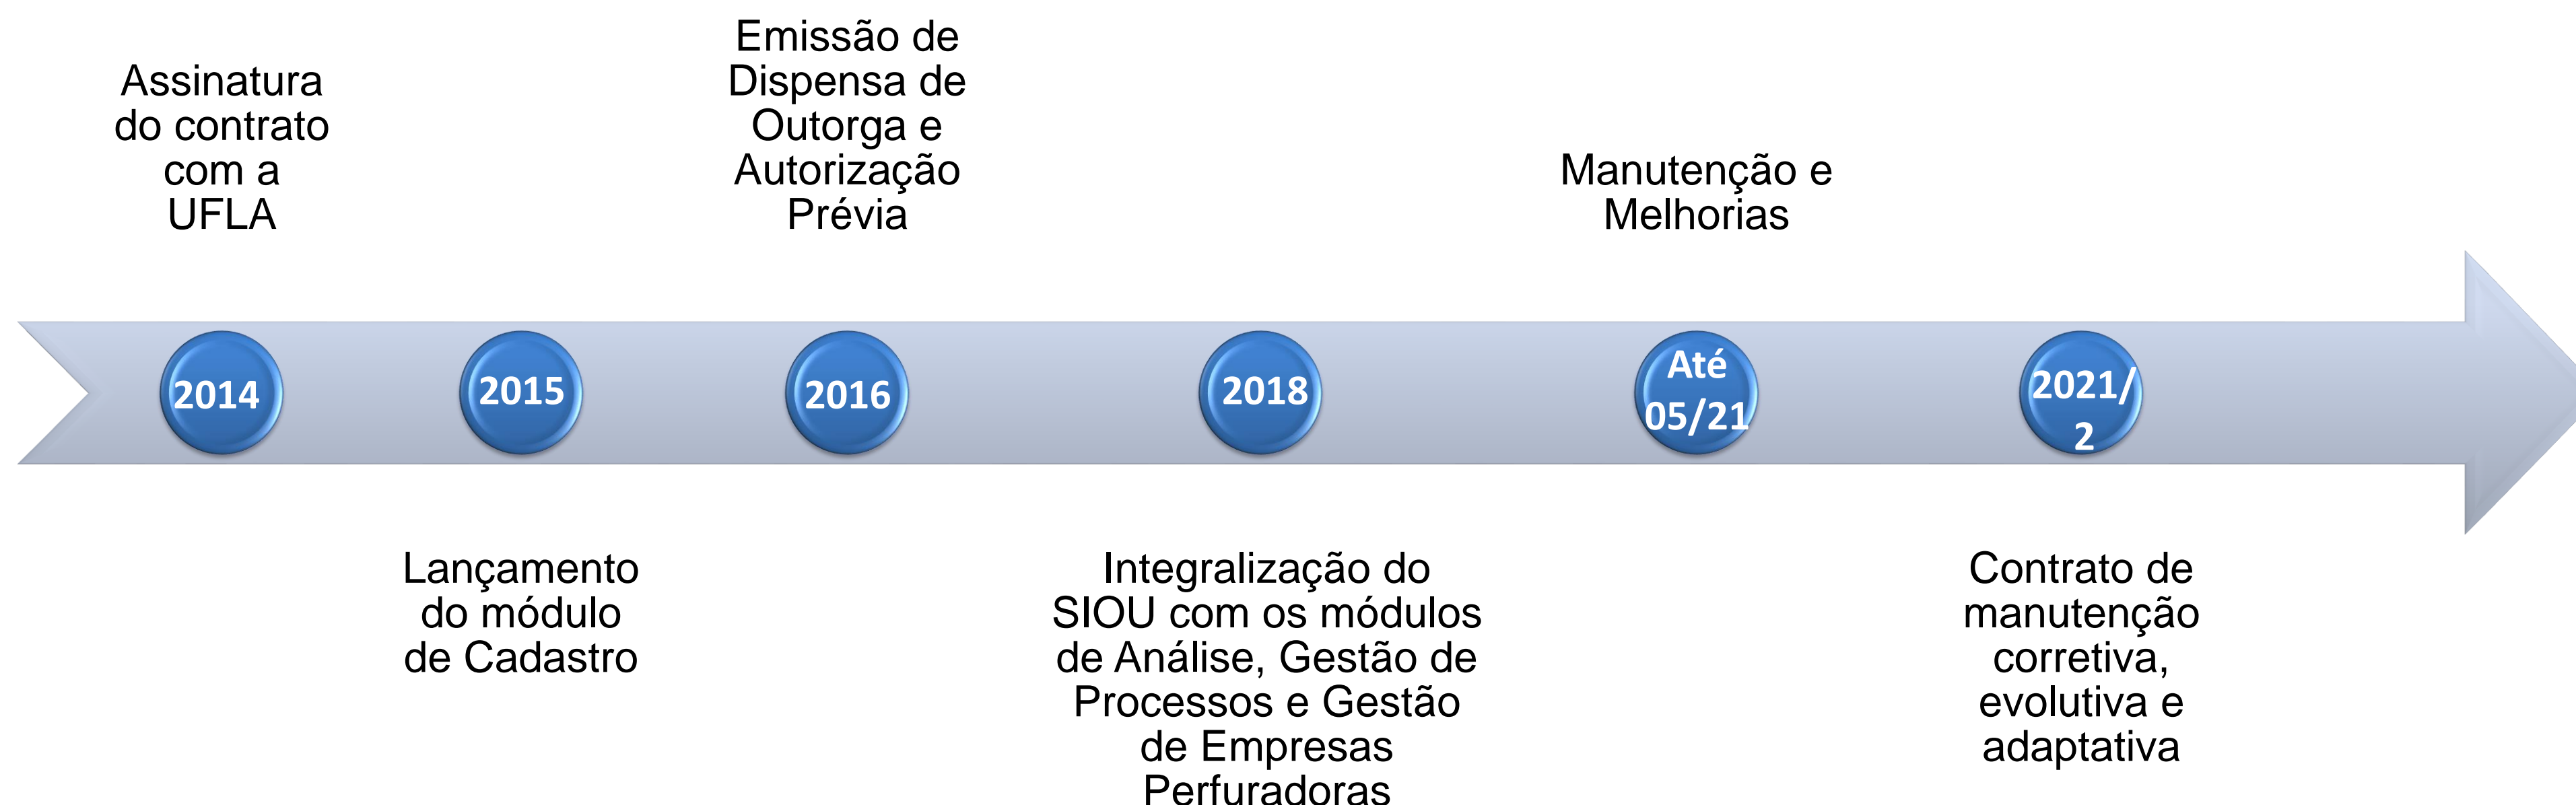 Assinatura
do contrato
com a
UFLA
Emissão de
Dispensa de
Outorga e
Autorização
Prévia
Manutenção e
Melhorias
2014
2015
2016
2018
Até
05/21
2021/
2
Lançamento
do módulo
de Cadastro
Integralização do
SIOU com os módulos
de Análise, Gestão de
Processos e Gestão
de Empresas
Perfuradoras
Contrato de
manutenção
corretiva,
evolutiva e
adaptativa